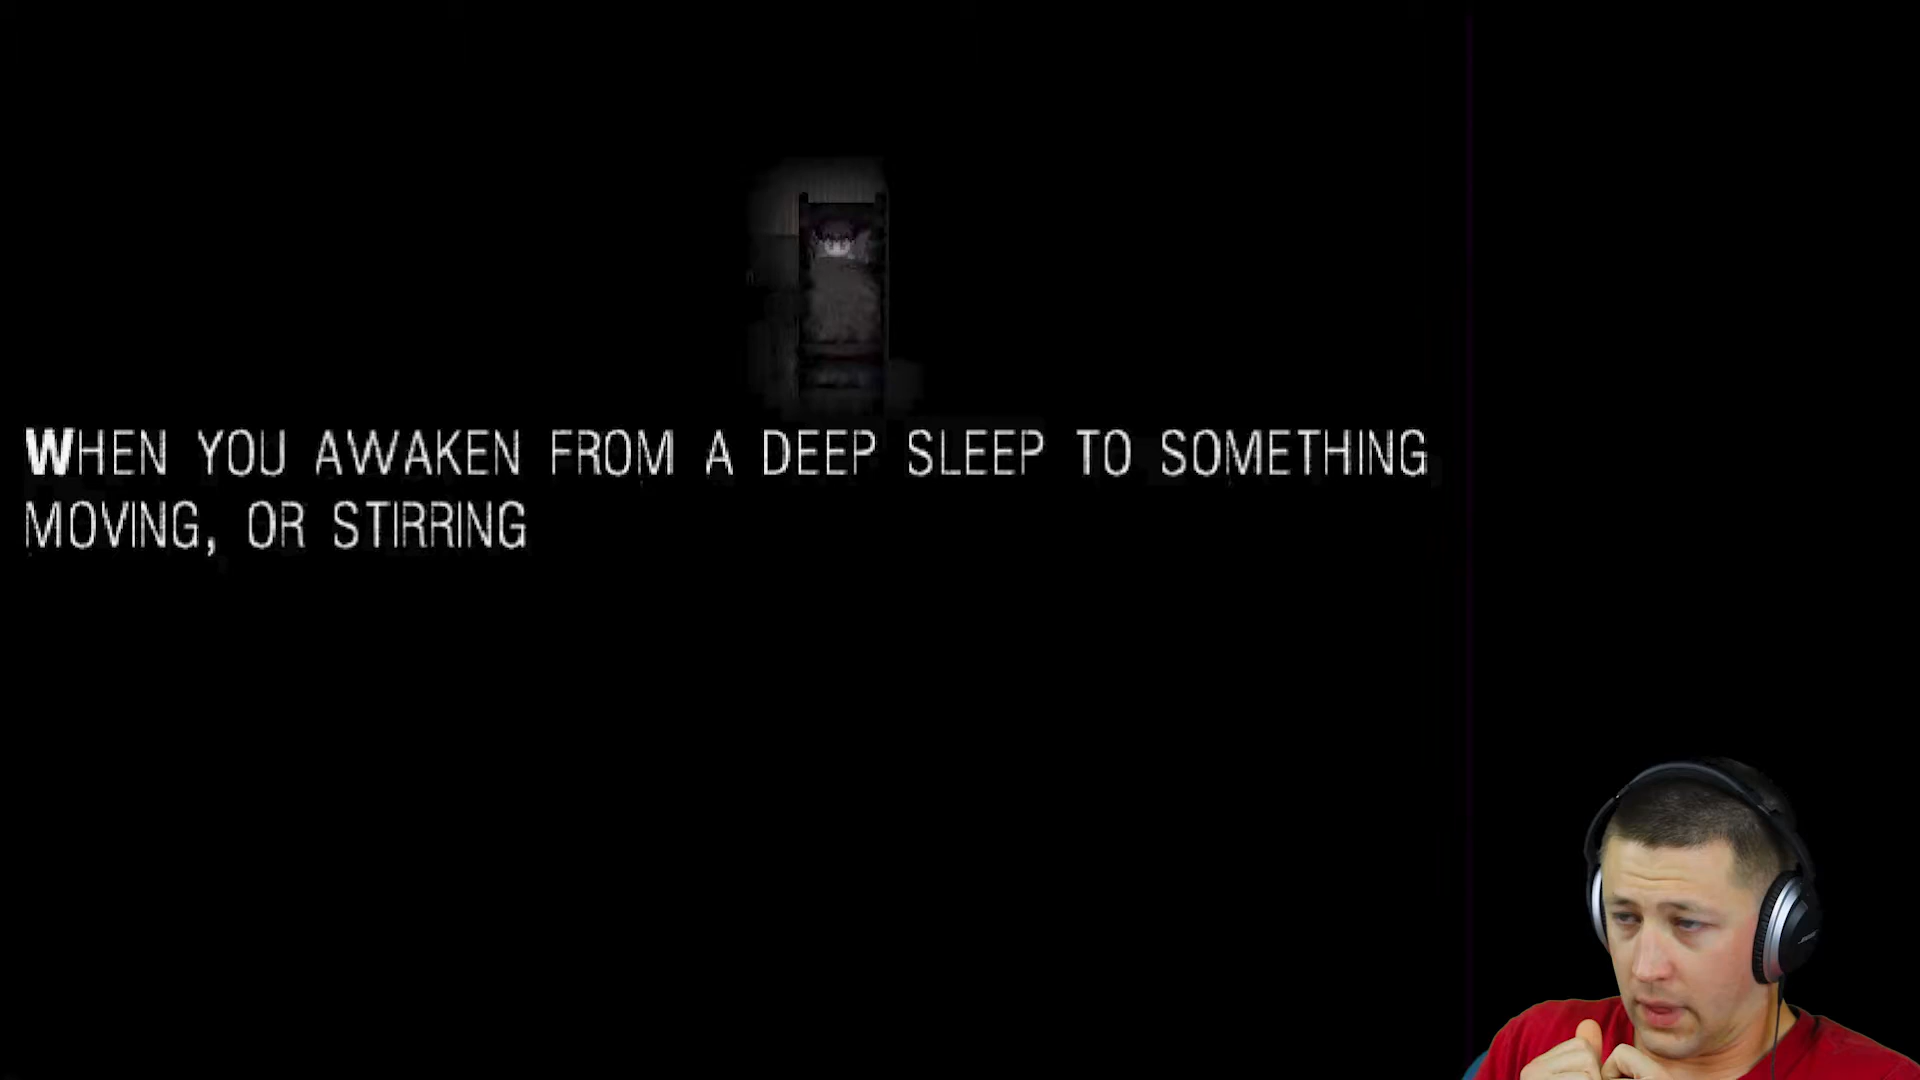 WHEN YOU AWAKEN FROM A DEEP SLEEP TO SOMETHING
MOVING, OR STIRRING